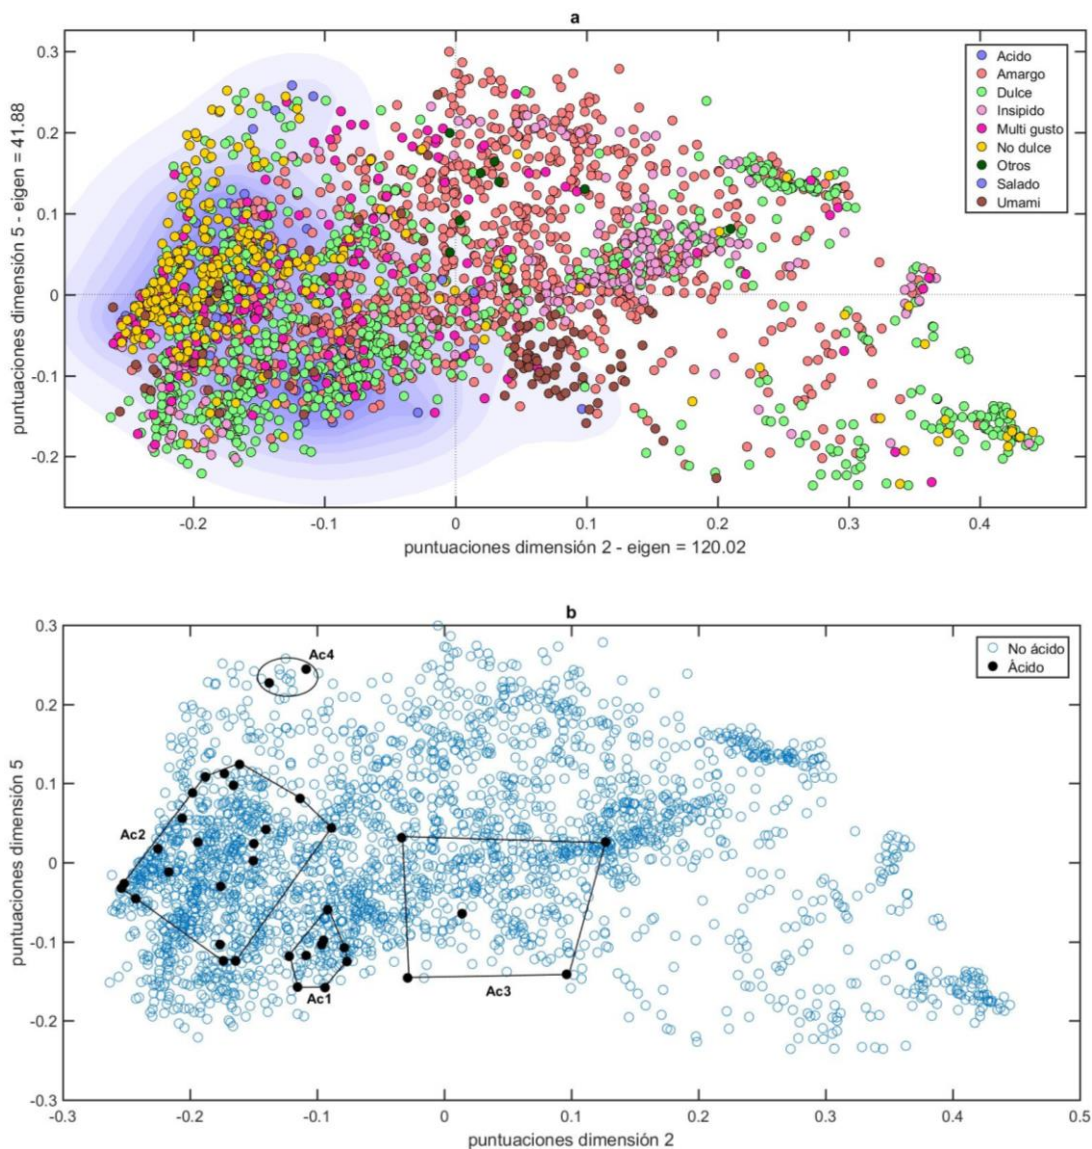 a
0.3
0.2
0.1
0
-0.1
-0.2
puntuaciones dimensión 5 - eigen = 41.88
Acido
Amargo
Dulce
Insipido
Multi gusto
No dulce
Otros
Salado
Umami
-0.2 -0.1 0 0.1 0.2 0.3 0.4
puntuaciones dimensión 2 - eigen = 120.02
b
0.3
0.2
0.1
0
-0.1
-0.2
-0.3
puntuaciones dimensión 5
No ácido
Àcido
Ac4
Ac2
Ac1
Ac3
-0.3 -0.2 -0.1 0 0.1 0.2 0.3 0.4 0.5
puntuaciones dimensión 2